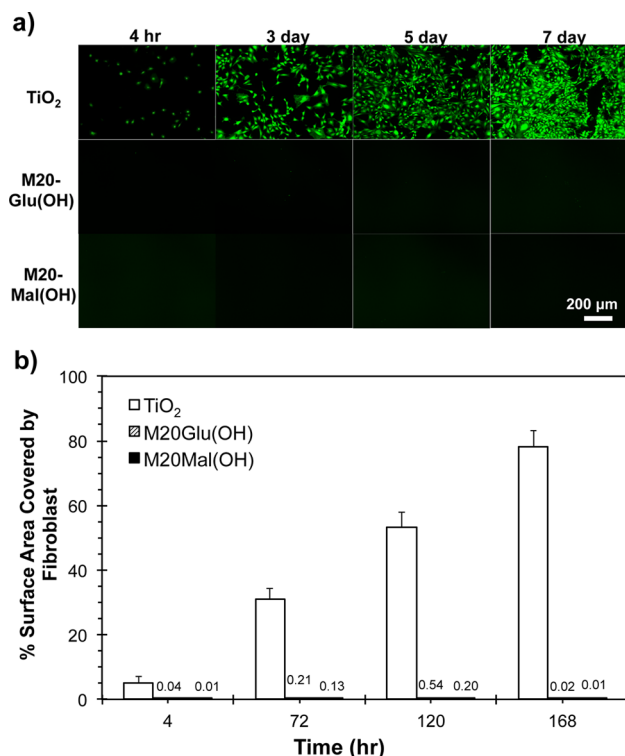 a)
4 hr 3 day 5 day 7 day
TiO₂
M20-
Glu(OH)
M20-
Mal(OH)
200 µm
b)
% Surface Area Covered by
Fibroblast
100
80
60
40
20
0
TiO₂
M20Glu(OH)
M20Mal(OH)
0.04 0.01 0.21 0.13 0.54 0.20 0.02 0.01
4 72 120 168
Time (hr)